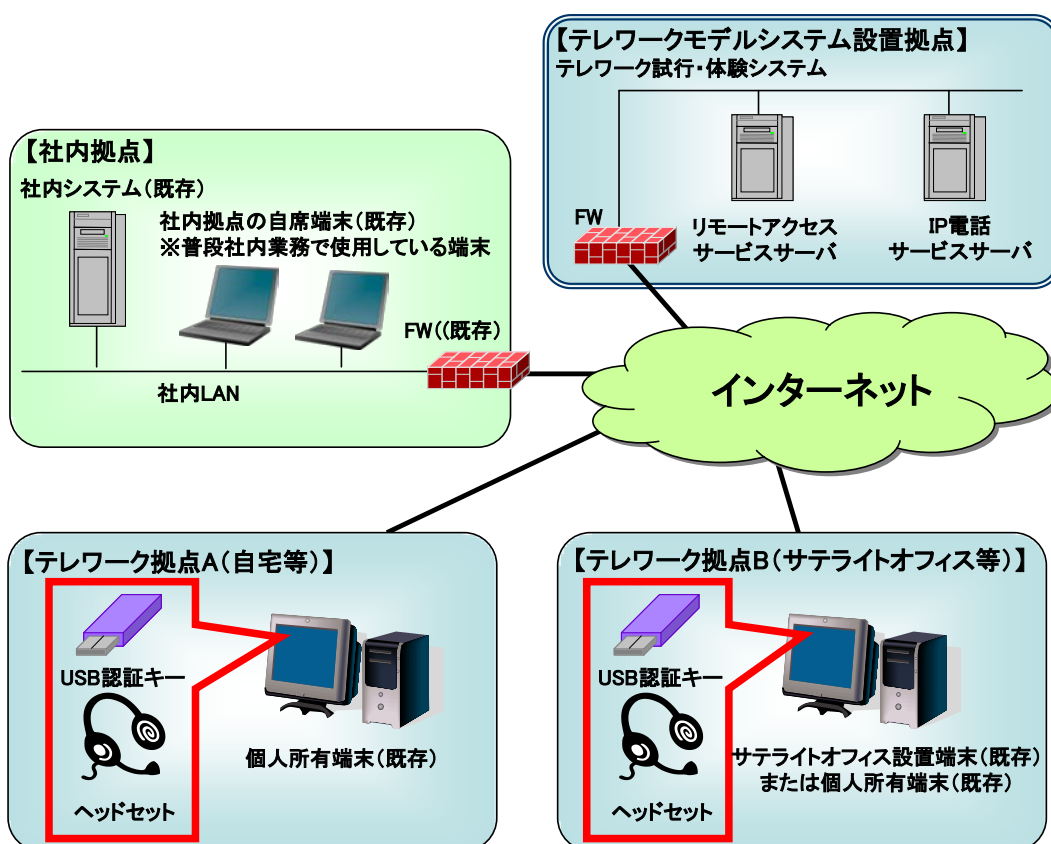 【テレワークモデルシステム設置拠点】
テレワーク試行・体験システム
FW
リモートアクセス
サービスサーバ
IP電話
サービスサーバ
【社内拠点】
社内システム(既存)
社内拠点の自席端末(既存)
※普段社内業務で使用している端末
FW((既存)
社内LAN
インターネット
【テレワーク拠点A(自宅等)】
USB認証キー
ヘッドセット
個人所有端末(既存)
【テレワーク拠点B(サテライトオフィス等)】
USB認証キー
ヘッドセット
サテライトオフィス設置端末(既存)
または個人所有端末(既存)